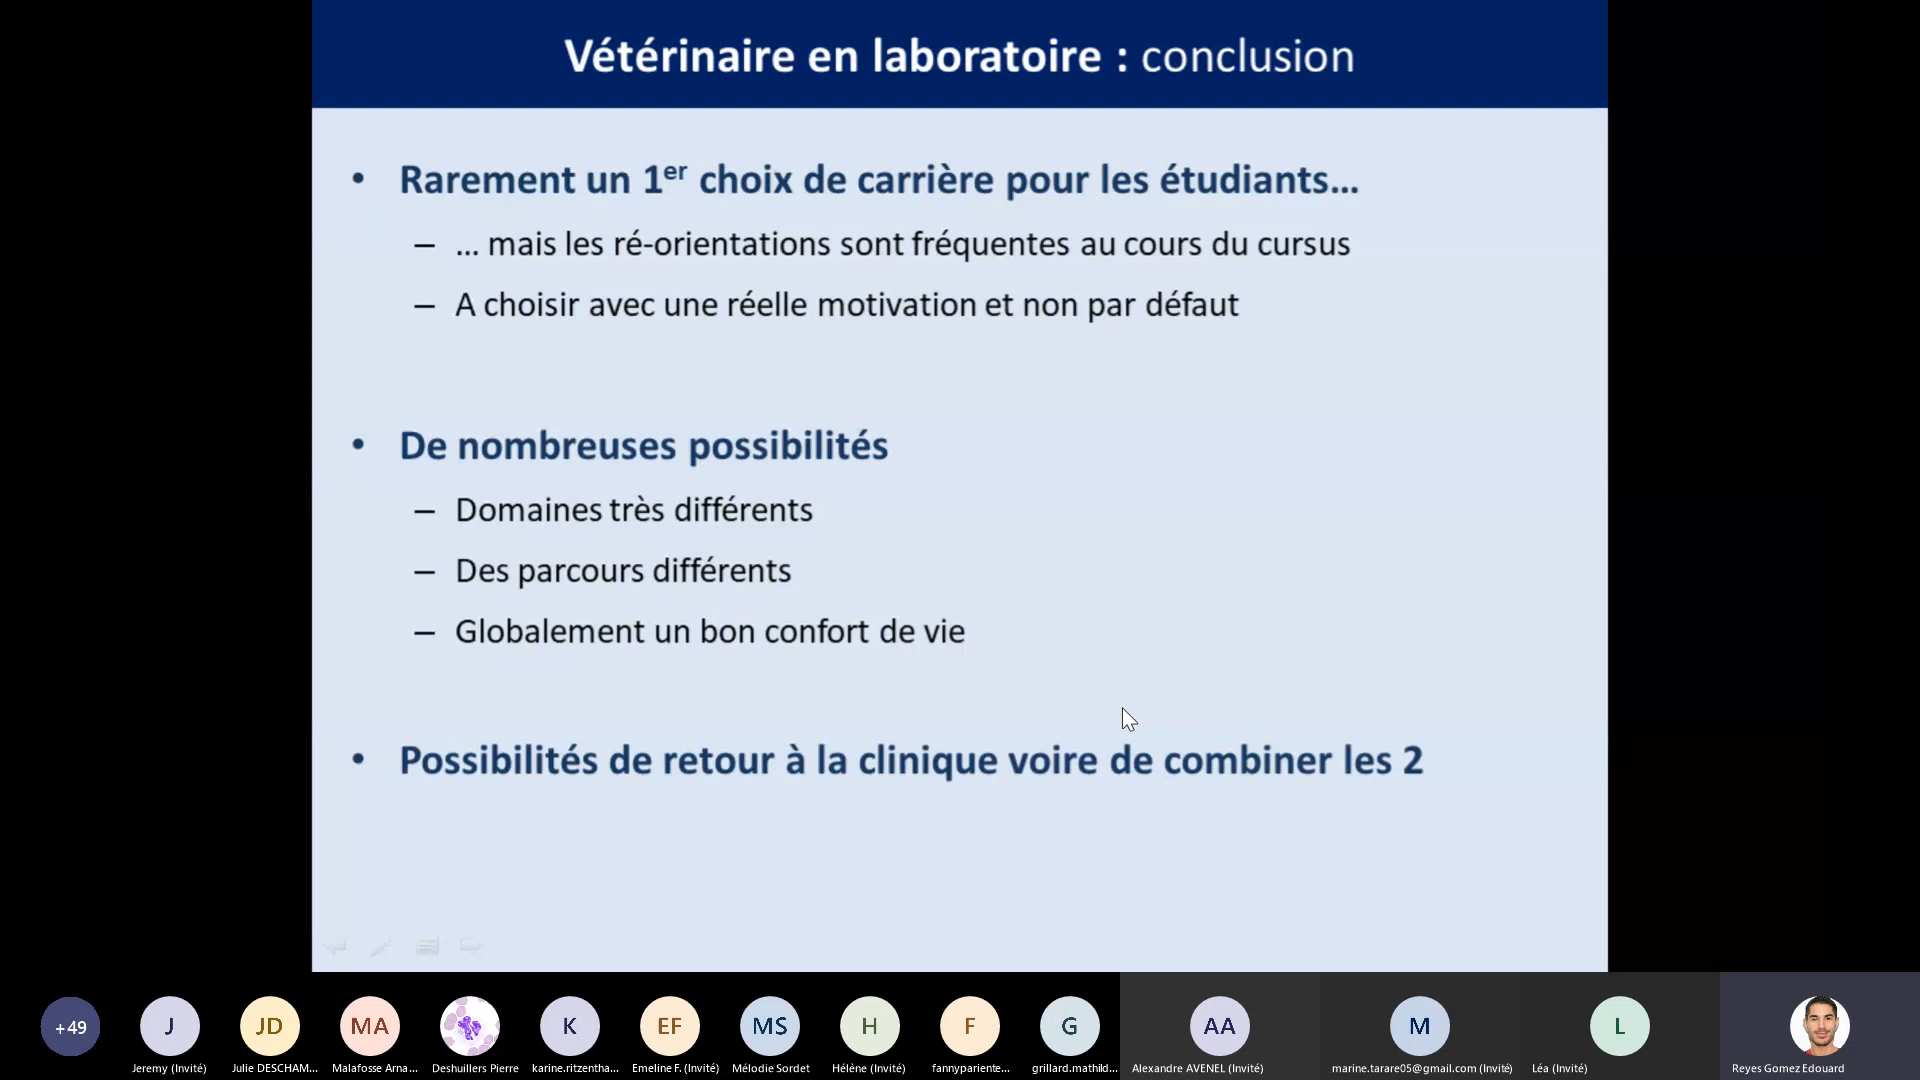 Vétérinaire en laboratoire : conclusion
• Rarement un 1er choix de carrière pour les étudiants...
– ... mais les ré-orientations sont fréquentes au cours du cursus
– A choisir avec une réelle motivation et non par défaut
• De nombreuses possibilités
– Domaines très différents
– Des parcours différents
– Globalement un bon confort de vie
• Possibilités de retour à la clinique voire de combiner les 2
+49 J JD MA K EF MS H F G AA M L
Jeremy (Invité) Julie DESCHAM... Malafosse Arna... Deshuillers Pierre karine.ritzentha... Emeline F. (Invité) Mélodie Sordet Hélène (Invité) fannypariente... grillard.mathild... Alexandre AVENEL (Invité) marine.tarare05@gmail.com (Invité) Léa (Invité) Reyes Gomez Edouard